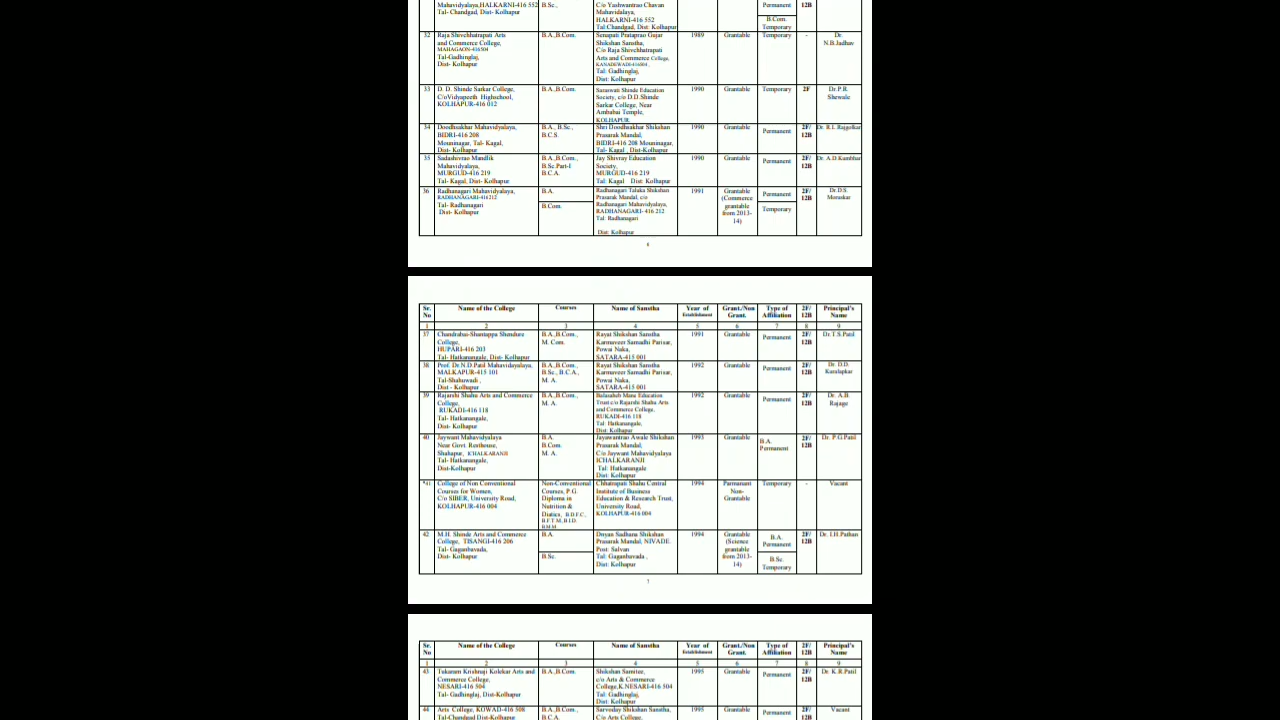 Mahavidyalaya,HALKARNI-416 552
Tal- Chandgad, Dist- Kolhapur
B.Sc.,
C/o Yashwantrao Chavan
Mahavidalaya,
HALKARNI-416 552
Tal:Chandgad, Dist: Kolhapur
Permanent
B.Com.
Temporary
12B
32
Raja Shivchhatrapati Arts
and Commerce College,
MAHAGAON-416504
Tal-Gadhinglaj,
Dist- Kolhapur
B.A.,B.Com.
Senapati Prataprao Gujar
Shikshan Sanstha,
C/o Raja Shivchhatrapati
Arts and Commerce College,
KANADEWADI-416504.
Tal: Gadhinglaj,
Dist: Kolhapur
1989
Grantable
Temporary
-
Dr.
N.B.Jadhav
33
D. D. Shinde Sarkar College,
C/oVidyapeeth Highschool,
KOLHAPUR-416 012
B.A.,B.Com.
Saraswati Shinde Education
Society, c/o D.D.Shinde
Sarkar College, Near
Ambabai Temple,
KOLHAPUR
1990
Grantable
Temporary
2F
Dr.P.R.
Shewale
34
Doodhsakhar Mahavidyalaya,
BIDRI-416 208
Mouninagar, Tal- Kagal,
Dist- Kolhapur
B.A., B.Sc.,
B.C.S.
Shri Doodhsakhar Shikshan
Prasarak Mandal,
BIDRI-416 208 Mouninagar,
Tal- Kagal , Dist-Kolhapur
1990
Grantable
Permanent
2F/
12B
Dr. R.L.Rajgolkar
35
Sadashivrao Mandlik
Mahavidyalaya,
MURGUD-416 219
Tal- Kagal, Dist- Kolhapur
B.A.,B.Com.,
B.Sc.Part-I
B.C.A.
Jay Shivray Education
Society,
MURGUD-416 219
Tal: Kagal Dist: Kolhapur
1990
Grantable
Permanent
2F/
12B
Dr. A.D.Kumbhar
36
Radhanagari Mahavidyalaya,
RADHANAGARI-416212
Tal- Radhanagari
Dist- Kolhapur
B.A.
B.Com.
Radhanagari Taluka Shikshan
Prasarak Mandal, c/o
Radhanagari Mahavidyalaya,
RADHANAGARI- 416 212
Tal: Radhanagari
Dist: Kolhapur
1991
Grantable
(Commerce
grantable
from 2013-
14)
Permanent
Temporary
2F/
12B
Dr.D.S.
Moruskar
6
Sr.
No
Name of the College
Courses
Name of Sanstha
Year of
Establishment
Grant./Non
Grant.
Type of
Affiliation
2F/
12B
Principal's
Name
1 2 3 4 5 6 7 8 9
37
Chandrabai-Shantappa Shendure
College,
HUPARI-416 203
Tal- Hatkanangale, Dist- Kolhapur
B.A.,B.Com.,
M. Com.
Rayat Shikshan Sanstha
Karmaveer Samadhi Parisar,
Powai Naka,
SATARA-415 001
1991
Grantable
Permanent
2F/
12B
Dr.T.S.Patil
38
Prof. Dr.N.D.Patil Mahavidayalaya,
MALKAPUR-415 101
Tal-Shahuwadi ,
Dist - Kolhapur
B.A.,B.Com.,
B.Sc., B.C.A.,
M. A.
Rayat Shikshan Sanstha
Karmaveer Samadhi Parisar,
Powai Naka,
SATARA-415 001
1992
Grantable
Permanent
2F/
12B
Dr. D.D.
39
Rajarshi Shahu Arts and Commerce
College,
RUKADI-416 118
Tal- Hatkanangale,
Dist- Kolhapur
B.A.,B.Com.,
M. A.
Balasaheb Mane Education
Trust c/o Rajarshi Shahu Arts
and Commerce College,
RUKADI-416 118
Tal: Hatkanangale,
Dist: Kolhapur
1992
Grantable
Permanent
2F/
12B
Dr. A.B.
Rajage
40
Jaywant Mahavidyalaya
Near Govt. Resthouse,
Shahapur, ICHALKARANJI
Tal- Hatkanangale,
Dist-Kolhapur
B.A.
B.Com.
M. A.
Jayawantrao Awale Shikshan
Prasarak Mandal,
C/o Jaywant Mahavidyalaya
ICHALKARANJI
Tal: Hatkanangale
Dist: Kolhapur
1993
Grantable
B.A.
Permanent
2F/
12B
Dr. P.G.Patil
*41
College of Non Conventional
Courses for Women,
C/o SIBER, University Road,
KOLHAPUR-416 004
Non-Conventional
Courses, P.G.
Diploma in
Nutrition &
Diatics, B.D.F.C.,
B.F.T.M.,B.I.D.
B.H.M.
Chhatrapati Shahu Central
Institute of Business
Education & Research Trust,
University Road,
KOLHAPUR-416 004
1994
Permanant
Non-
Grantable
Temporary
-
Vacant
42
M.H. Shinde Arts and Commerce
College, TISANGI-416 206
Tal- Gaganbavada,
Dist- Kolhapur
B.A.
B.Sc.
Dnyan Sadhana Shikshan
Prasarak Mandal, NIVADE.
Post: Salvan
Tal: Gaganbavada ,
Dist: Kolhapur
1994
Grantable
(Science
grantable
from 2013-
14)
B.A.
Permanent
B.Sc.
Temporary
2F/
12B
Dr. I.H.Pathan
7
Sr.
No
Name of the College
Courses
Name of Sanstha
Year of
Establishment
Grant./Non
Grant.
Type of
Affiliation
2F/
12B
Principal's
Name
1 2 3 4 5 6 7 8 9
43
Tukaram Krishnaji Kolekar Arts and
Commerce College,
NESARI-416 504
Tal- Gadhinglaj, Dist-Kolhapur
B.A.,B.Com.
Shikshan Samitee,
c/o Arts & Commerce
College,K.NESARI-416 504
Tal: Gadhinglaj,
Dist: Kolhapur
1995
Grantable
Permanent
2F/
12B
Dr. K.R.Patil
44
Arts College, KOWAD-416 508
Tal-Chandgad Dist-Kolhapur
B.A.,B.Com.,
B.C.A.
Sarvoday Shikshan Sanstha,
C/o Arts College,
1995
Grantable
Permanent
2F/
12B
Vacant